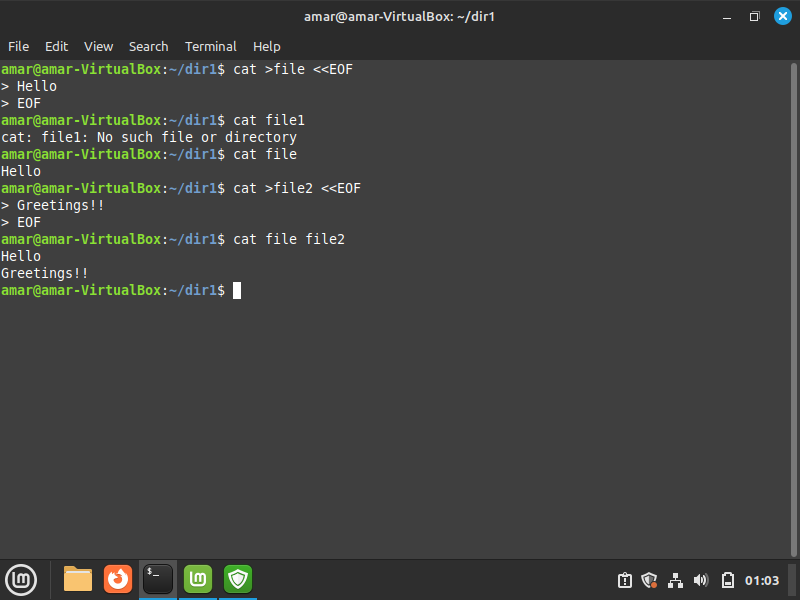 amar@amar-VirtualBox: ~/dir1
File Edit View Search Terminal Help
amar@amar-VirtualBox:~/dir1$ cat >file <<EOF
> Hello
> EOF
amar@amar-VirtualBox:~/dir1$ cat file1
cat: file1: No such file or directory
amar@amar-VirtualBox:~/dir1$ cat file
Hello
amar@amar-VirtualBox:~/dir1$ cat >file2 <<EOF
> Greetings!!
> EOF
amar@amar-VirtualBox:~/dir1$ cat file file2
Hello
Greetings!!
amar@amar-VirtualBox:~/dir1$
$_
01:03